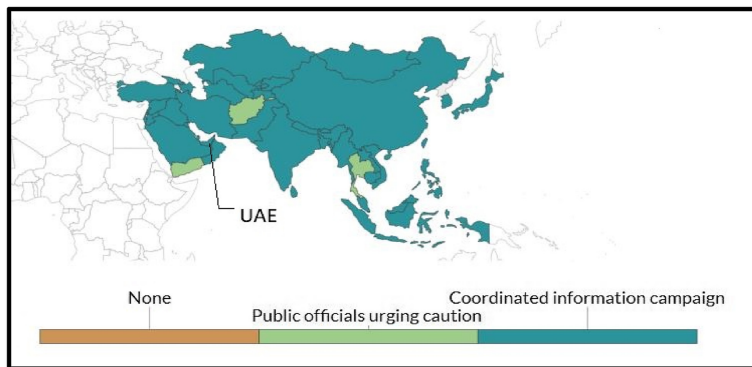 UAE
None
Public officials urging caution
Coordinated information campaign